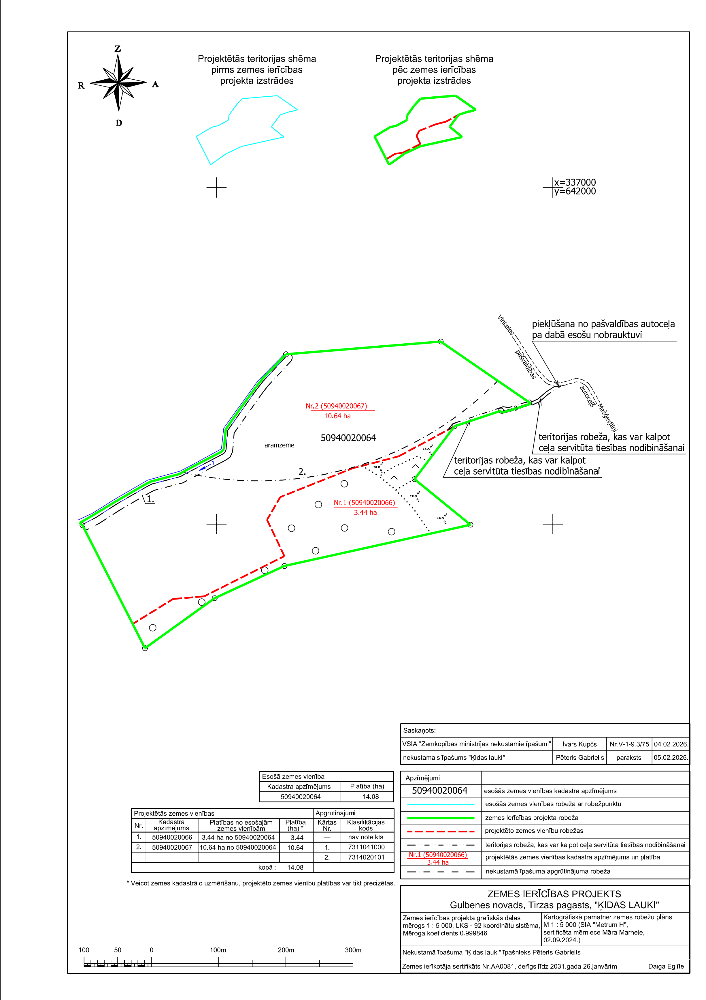 Z
R
A
D
Projektētās teritorijas shēma
pirms zemes ierīcības
projekta izstrādes
Projektētās teritorijas shēma
pēc zemes ierīcības
projekta izstrādes
x=337000
y=642000
Viņķeles
pašvaldības
autoceļš
Mežģevjāņi
piekļūšana no pašvaldības autoceļa
pa dabā esošu nobrauktuvi
Nr.2 (50940020067)
10.64 ha
50940020064
aramzeme
3
teritorijas robeža, kas var kalpot
ceļa servitūta tiesības nodibināšanai
teritorijas robeža, kas var kalpot
ceļa servitūta tiesības nodibināšanai
2.
1.
Nr.1 (50940020066)
3.44 ha
Saskaņots:
VSIA "Zemkopības ministrijas nekustamie īpašumi" Ivars Kupčs Nr.V-1-9.3/75 04.02.2026.
nekustamais īpašums "Ķidas lauki" Pēteris Gabrielis paraksts 05.02.2026.
Esošā zemes vienība
Kadastra apzīmējums Platība (ha)
50940020064 14.08
Projektētās zemes vienības Apgrūtinājumi
Nr. Kadastra apzīmējums Platības no esošajām zemes vienībām Platība (ha) * Kārtas Nr. Klasifikācijas kods
1. 50940020066 3.44 ha no 50940020064 3.44 — nav noteikts
2. 50940020067 10.64 ha no 50940020064 10.64 1. 7311041000
2. 7314020101
kopā : 14.08
* Veicot zemes kadastrālo uzmērīšanu, projektēto zemes vienību platības var tikt precizētas.
Apzīmējumi
50940020064 esošās zemes vienības kadastra apzīmējums
esošās zemes vienības robeža ar robežpunktu
zemes ierīcības projekta robeža
projektēto zemes vienību robežas
teritorijas robeža, kas var kalpot ceļa servitūta tiesības nodibināšanai
Nr.1 (50940020066)
3.44 ha
projektētās zemes vienības kadastra apzīmējums un platība
nekustamā īpašuma apgrūtinājuma robeža
ZEMES IERĪCĪBAS PROJEKTS
Gulbenes novads, Tirzas pagasts, "ĶIDAS LAUKI"
Zemes ierīcības projekta grafiskās daļas
mērogs 1 : 5 000, LKS - 92 koordinātu sistēma,
Mēroga koeficients 0.999846
Kartogrāfiskā pamatne: zemes robežu plāns
M 1 : 5 000 (SIA "Metrum H",
sertificēta mērniece Māra Marhele,
02.09.2024.)
Nekustamā īpašuma "Ķidas lauki" īpašnieks Pēteris Gabrielis
Zemes ierīkotāja sertifikāts Nr.AA0081, derīgs līdz 2031.gada 26.janvārim Daiga Eglīte
100 50 0 100m 200m 300m